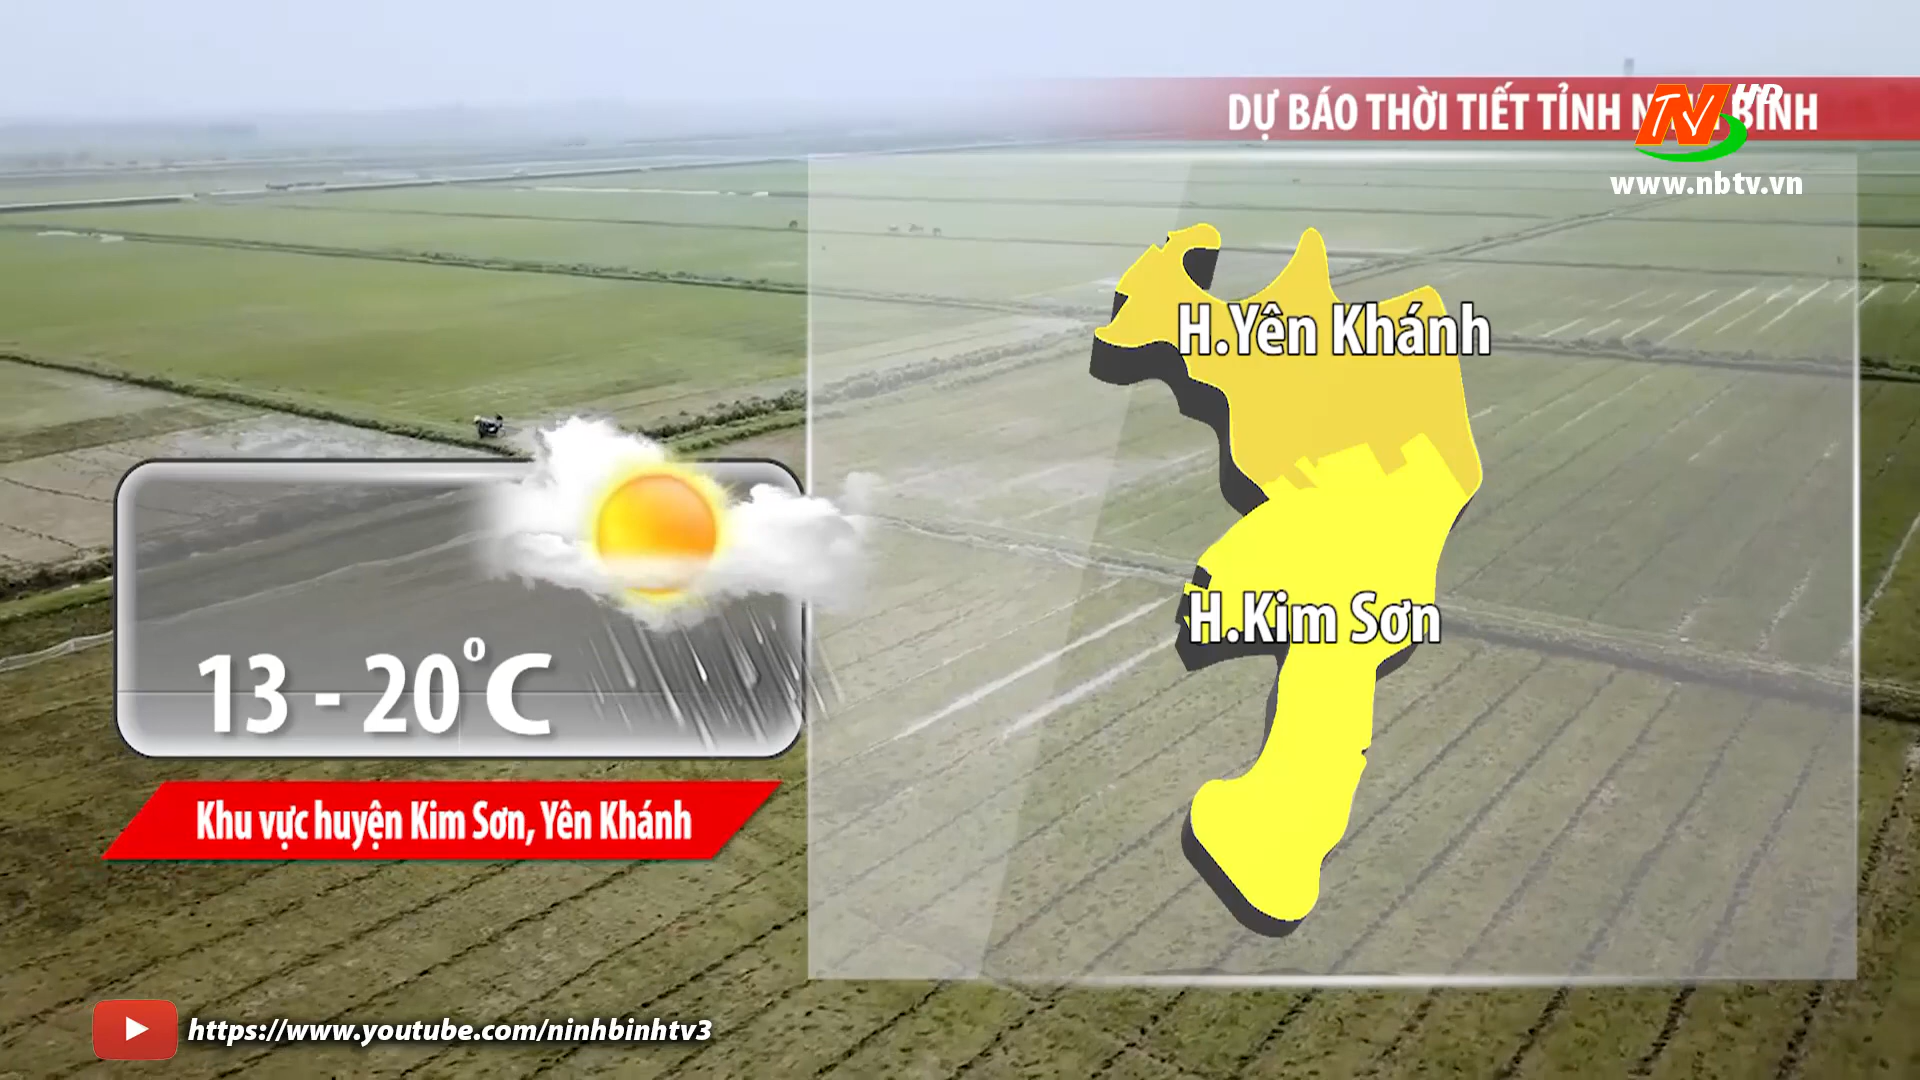 DỰ BÁO THỜI TIẾT TỈNH BÌNH
HD
www.nbtv.vn
H.Yên Khánh
H.Kim Sơn
13 - 20°C
Khu vực huyện Kim Sơn, Yên Khánh
https://www.youtube.com/ninhbinhtv3